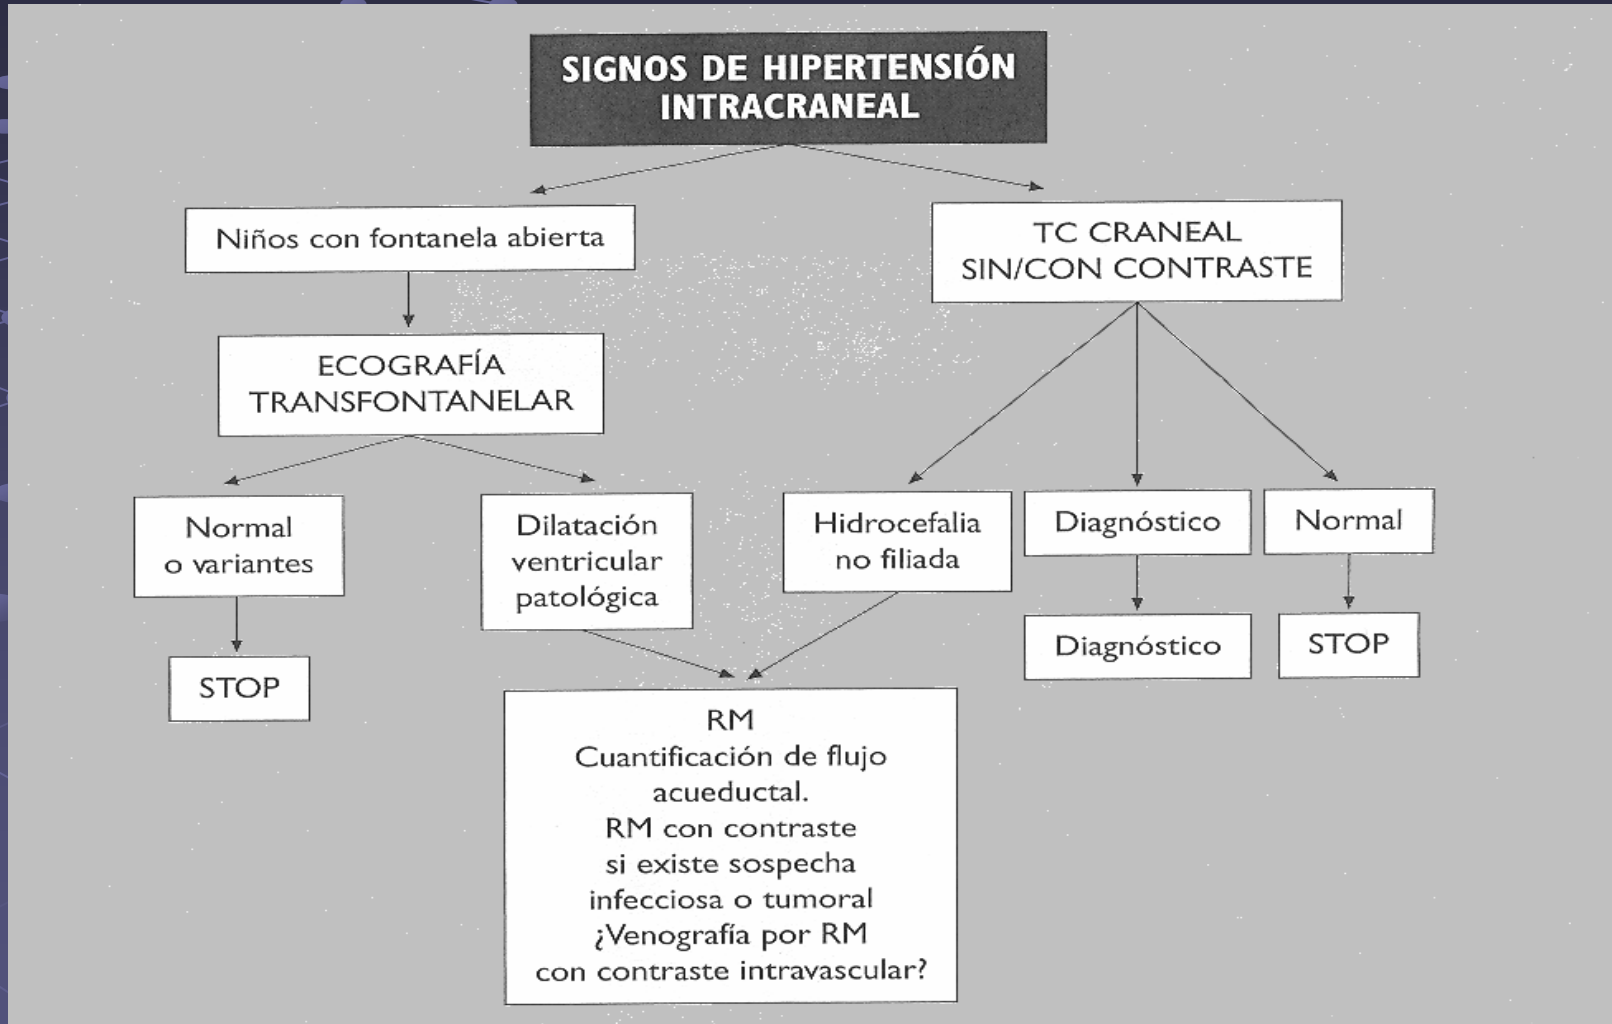 SIGNOS DE HIPERTENSIÓN
INTRACRANEAL
Niños con fontanela abierta
TC CRANEAL
SIN/CON CONTRASTE
ECOGRAFÍA
TRANSFONTANELAR
Normal
o variantes
Dilatación
ventricular
patológica
Hidrocefalia
no filiada
Diagnóstico
Normal
STOP
Diagnóstico
STOP
RM
Cuantificación de flujo
acueductal.
RM con contraste
si existe sospecha
infecciosa o tumoral
¿Venografía por RM
con contraste intravascular?